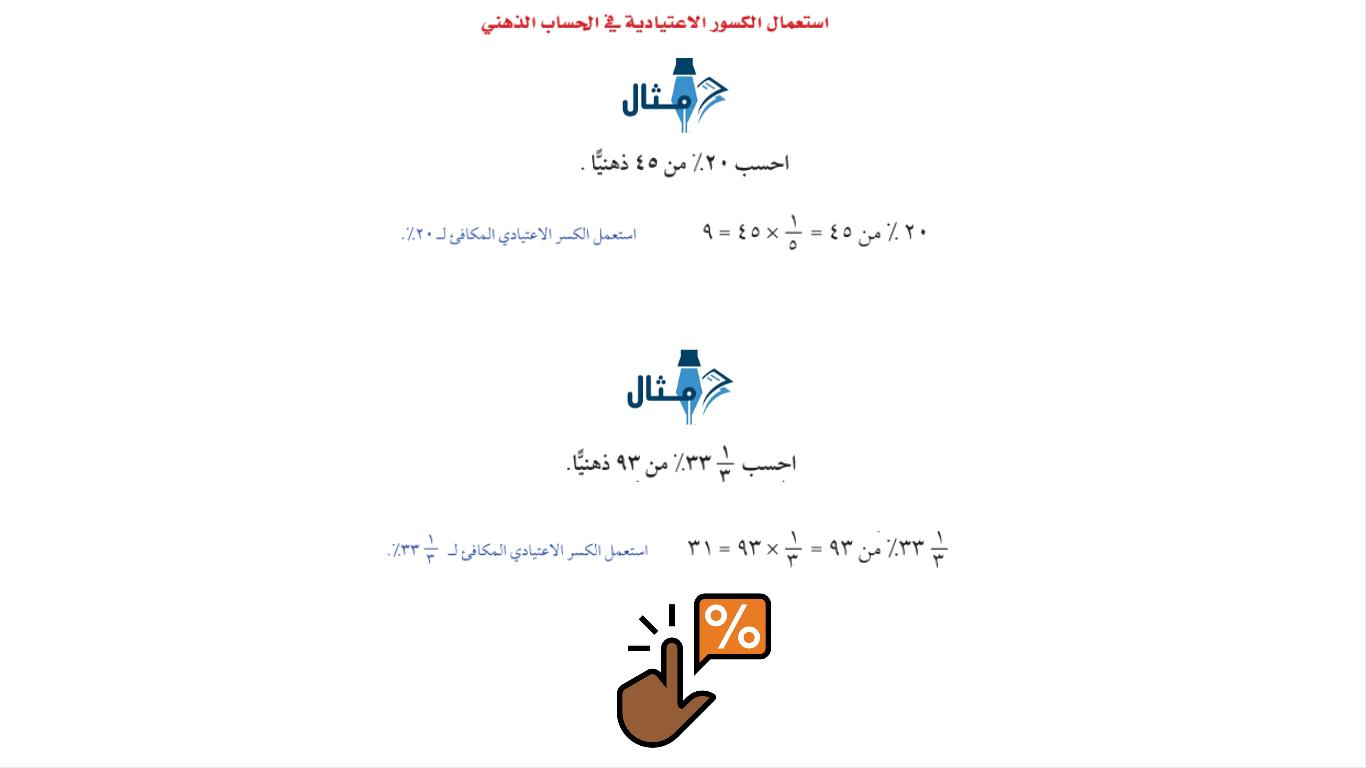 استعمال الكسور الاعتيادية في الحساب الذهني
مثال
احسب ٢٠٪ من ٤٥ ذهنيًّا .
٢٠٪ من ٤٥ = ١/٥ × ٤٥ = ٩ استعمل الكسر الاعتيادي المكافئ لـ ٢٠٪.
مثال
احسب ١/٣ ٣٣٪ من ٩٣ ذهنيًّا.
١/٣ ٣٣٪ من ٩٣ = ١/٣ × ٩٣ = ٣١ استعمل الكسر الاعتيادي المكافئ لـ ١/٣ ٣٣٪.
%